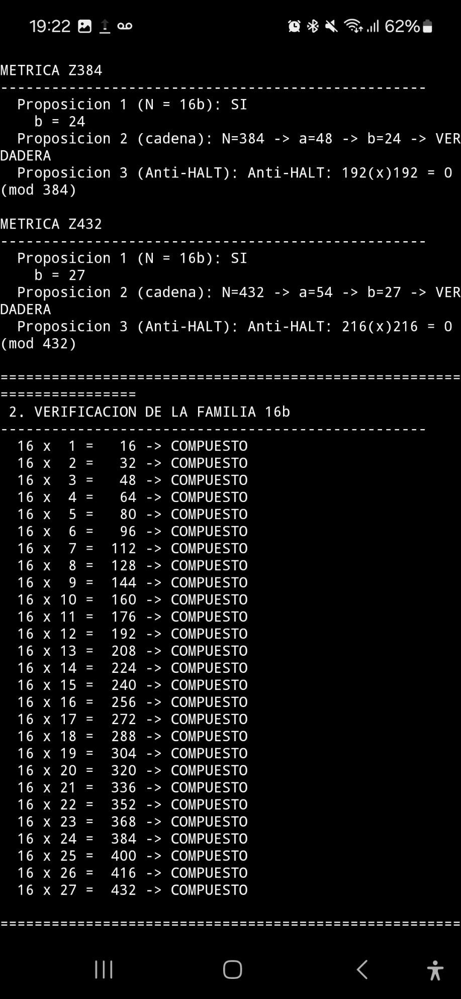 19:22 62%
METRICA Z384
--------------------------------------------------
  Proposicion 1 (N = 16b): SI
    b = 24
  Proposicion 2 (cadena): N=384 -> a=48 -> b=24 -> VER
DADERA
  Proposicion 3 (Anti-HALT): Anti-HALT: 192(x)192 = 0
(mod 384)

METRICA Z432
--------------------------------------------------
  Proposicion 1 (N = 16b): SI
    b = 27
  Proposicion 2 (cadena): N=432 -> a=54 -> b=27 -> VER
DADERA
  Proposicion 3 (Anti-HALT): Anti-HALT: 216(x)216 = 0
(mod 432)

======================================================
================
 2. VERIFICACION DE LA FAMILIA 16b
--------------------------------------------------
  16 x  1 =   16 -> COMPUESTO
  16 x  2 =   32 -> COMPUESTO
  16 x  3 =   48 -> COMPUESTO
  16 x  4 =   64 -> COMPUESTO
  16 x  5 =   80 -> COMPUESTO
  16 x  6 =   96 -> COMPUESTO
  16 x  7 =  112 -> COMPUESTO
  16 x  8 =  128 -> COMPUESTO
  16 x  9 =  144 -> COMPUESTO
  16 x 10 =  160 -> COMPUESTO
  16 x 11 =  176 -> COMPUESTO
  16 x 12 =  192 -> COMPUESTO
  16 x 13 =  208 -> COMPUESTO
  16 x 14 =  224 -> COMPUESTO
  16 x 15 =  240 -> COMPUESTO
  16 x 16 =  256 -> COMPUESTO
  16 x 17 =  272 -> COMPUESTO
  16 x 18 =  288 -> COMPUESTO
  16 x 19 =  304 -> COMPUESTO
  16 x 20 =  320 -> COMPUESTO
  16 x 21 =  336 -> COMPUESTO
  16 x 22 =  352 -> COMPUESTO
  16 x 23 =  368 -> COMPUESTO
  16 x 24 =  384 -> COMPUESTO
  16 x 25 =  400 -> COMPUESTO
  16 x 26 =  416 -> COMPUESTO
  16 x 27 =  432 -> COMPUESTO

======================================================